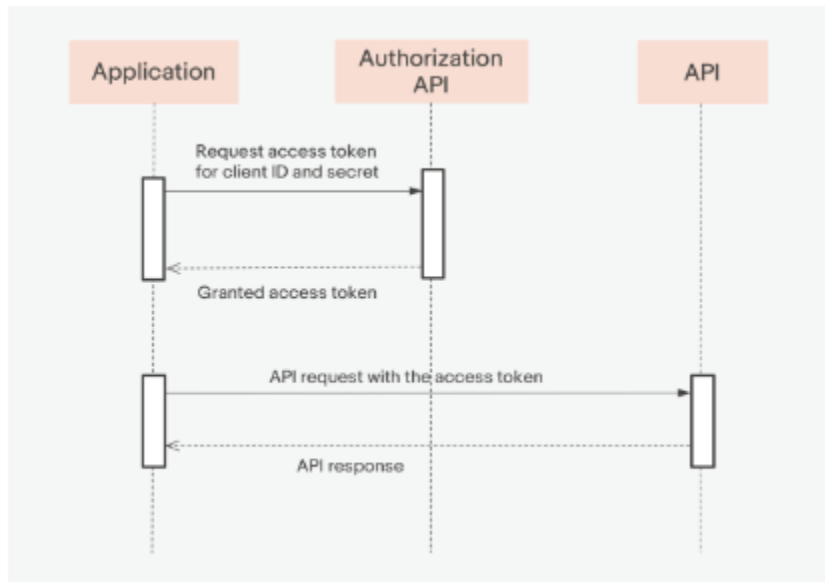 Application
Authorization
API
API
Request access token
for client ID and secret
Granted access token
API request with the access token
API response